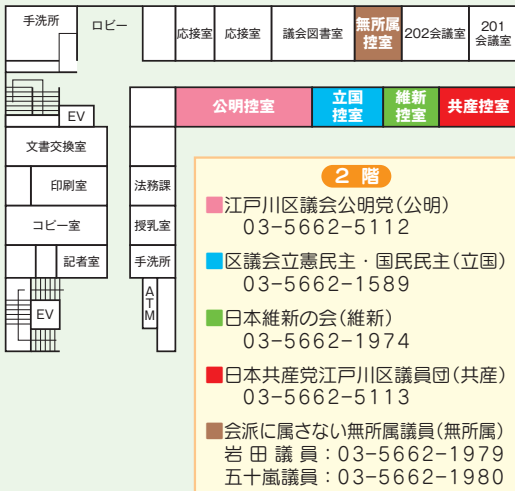 手洗所
ロビー
応接室
応接室
議会図書室
無所属
控室
202会議室
201
会議室
公明控室
立国
控室
維新
控室
共産控室
EV
文書交換室
印刷室
法務課
コピー室
授乳室
記者室
手洗所
EV
ATM
2 階
江戸川区議会公明党(公明)
03-5662-5112
区議会立憲民主・国民民主(立国)
03-5662-1589
日本維新の会(維新)
03-5662-1974
日本共産党江戸川区議員団(共産)
03-5662-5113
会派に属さない無所属議員(無所属)
岩田議員:03-5662-1979
五十嵐議員:03-5662-1980